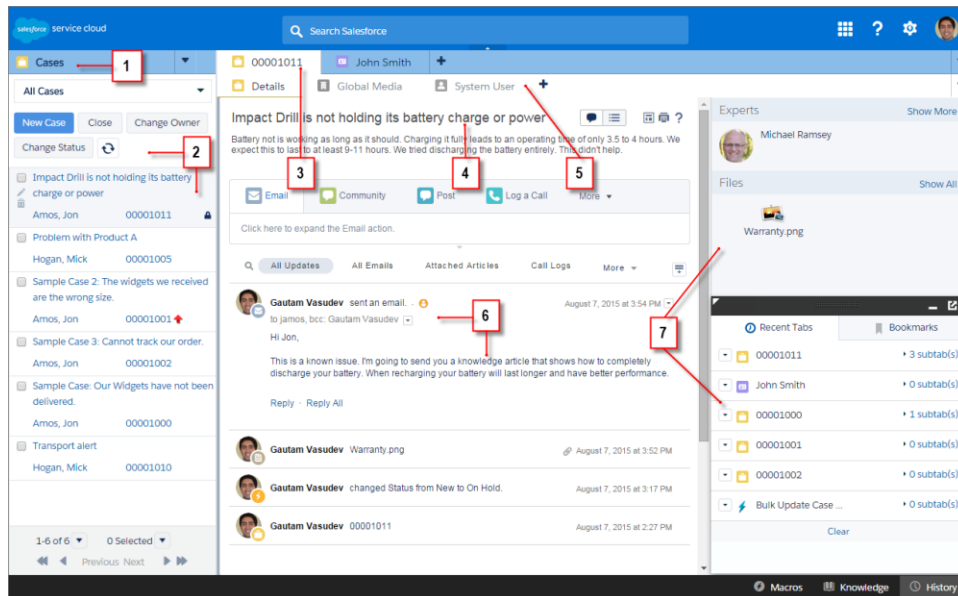 salesforce service cloud
Search Salesforce
Cases
1
All Cases
New Case Close Change Owner
Change Status
2
Impact Drill is not holding its battery
charge or power
Amos, Jon 00001011
Problem with Product A
Hogan, Mick 00001005
Sample Case 2: The widgets we received
are the wrong size.
Amos, Jon 00001001
Sample Case 3: Cannot track our order.
Amos, Jon 00001002
Sample Case: Our Widgets have not been
delivered.
Amos, Jon 00001000
Transport alert
Hogan, Mick 00001010
1-6 of 6 0 Selected
Previous Next
00001011 John Smith
Details Global Media System User
Impact Drill is not holding its battery charge or power
Battery not is working as long as it should. Charging it fully leads to an operating time of only 3.5 to 4 hours. We
expect this to last to at least 9-11 hours. We tried discharging the battery entirely. This didn't help.
3
4
5
Email Community Post Log a Call More
Click here to expand the Email action.
All Updates All Emails Attached Articles Call Logs More
Gautam Vasudev sent an email. August 7, 2015 at 3:54 PM
to jamos, bcc: Gautam Vasudev
6
Hi Jon,
This is a known issue. I'm going to send you a knowledge article that shows how to completely
discharge your battery. When recharging your battery will last longer and have better performance.
Reply · Reply All
Gautam Vasudev Warranty.png August 7, 2015 at 3:52 PM
Gautam Vasudev changed Status from New to On Hold. August 7, 2015 at 3:17 PM
Gautam Vasudev 00001011 August 7, 2015 at 2:27 PM
Experts Show More
Michael Ramsey
Files Show All
Warranty.png
7
Recent Tabs Bookmarks
00001011 3 subtab(s)
John Smith 0 subtab(s)
00001000 1 subtab(s)
00001001 0 subtab(s)
00001002 0 subtab(s)
Bulk Update Case ... 0 subtab(s)
Clear
Macros Knowledge History